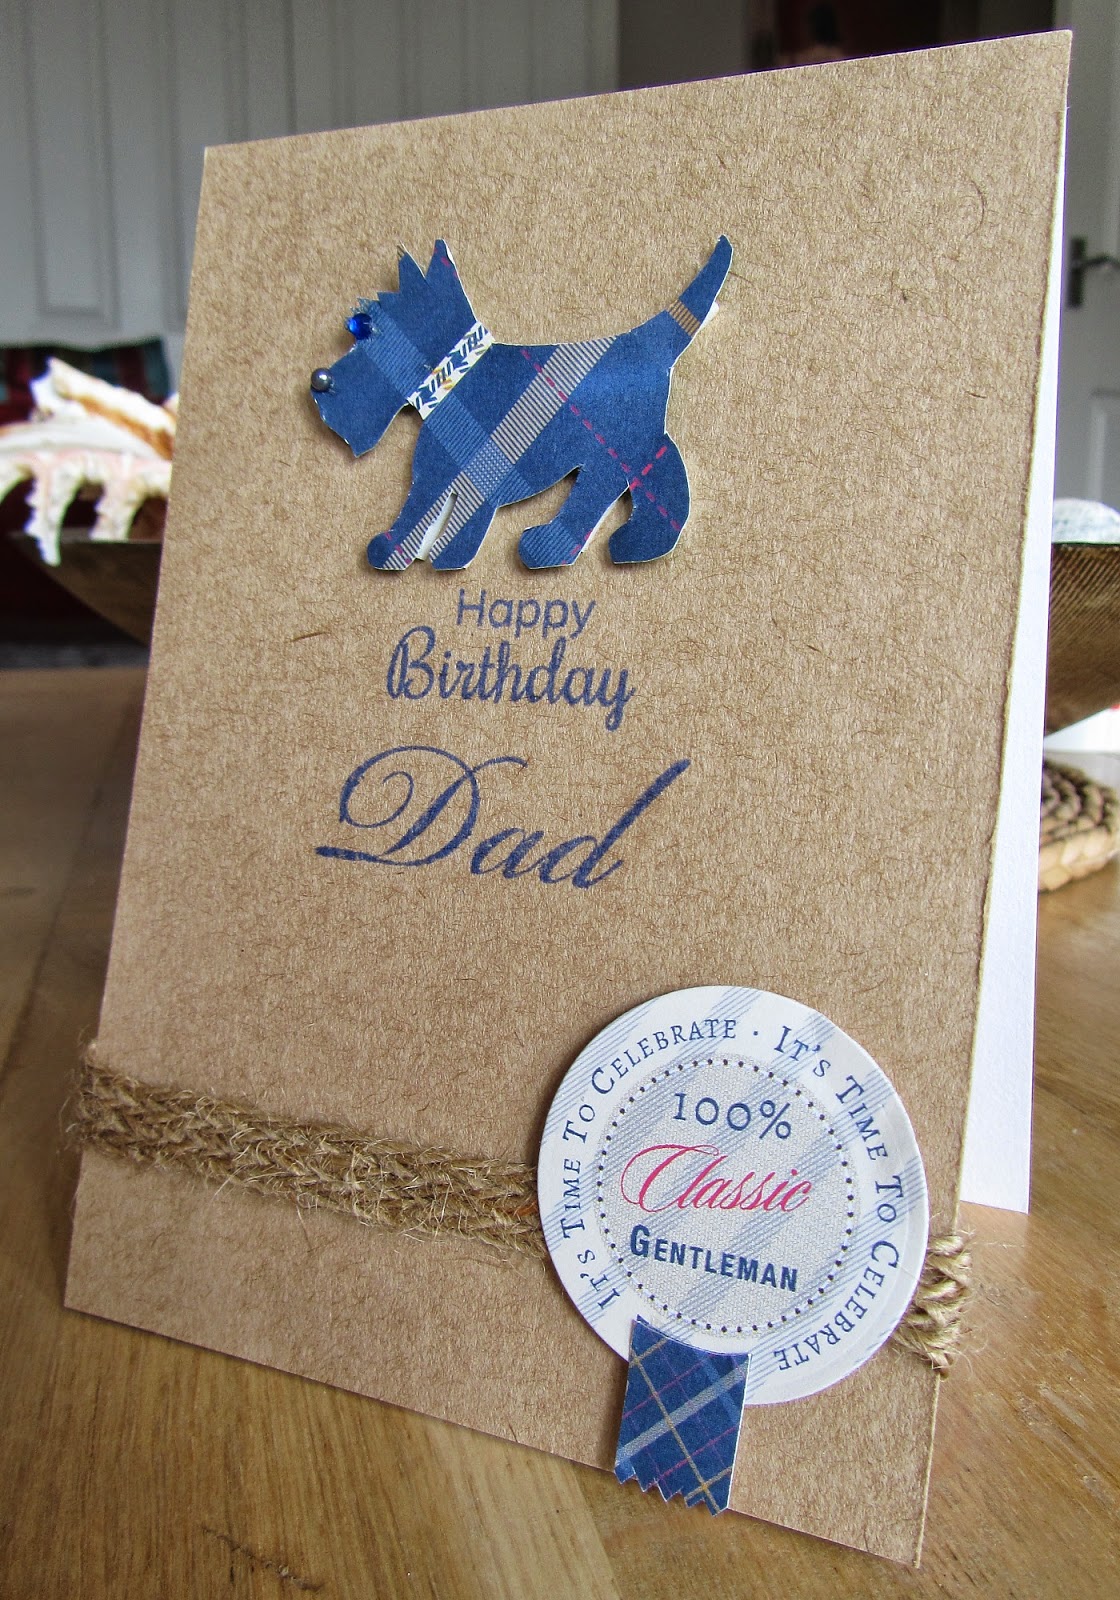 Happy
Birthday
Dad
It's Time To Celebrate · It's Time To Celebrate
100%
Classic
Gentleman